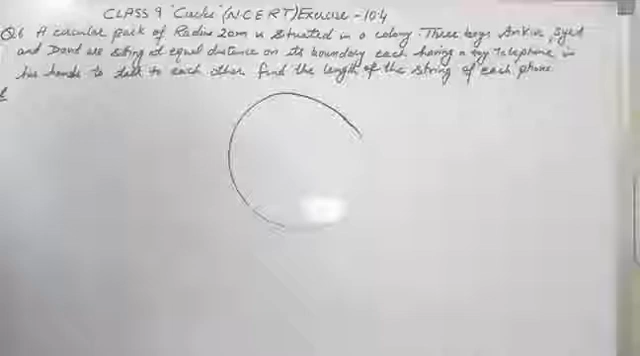 CLASS 9 "Circles" (N.C.E.R.T) Exercise - 10.4
Q.6 A circular park of Radius 20m is situated in a colony Three boys Ankur, Syed
and David are sitting at equal distance on its boundary each having a toy telephone in
his hands to talk to each other find the length of the string of each phone